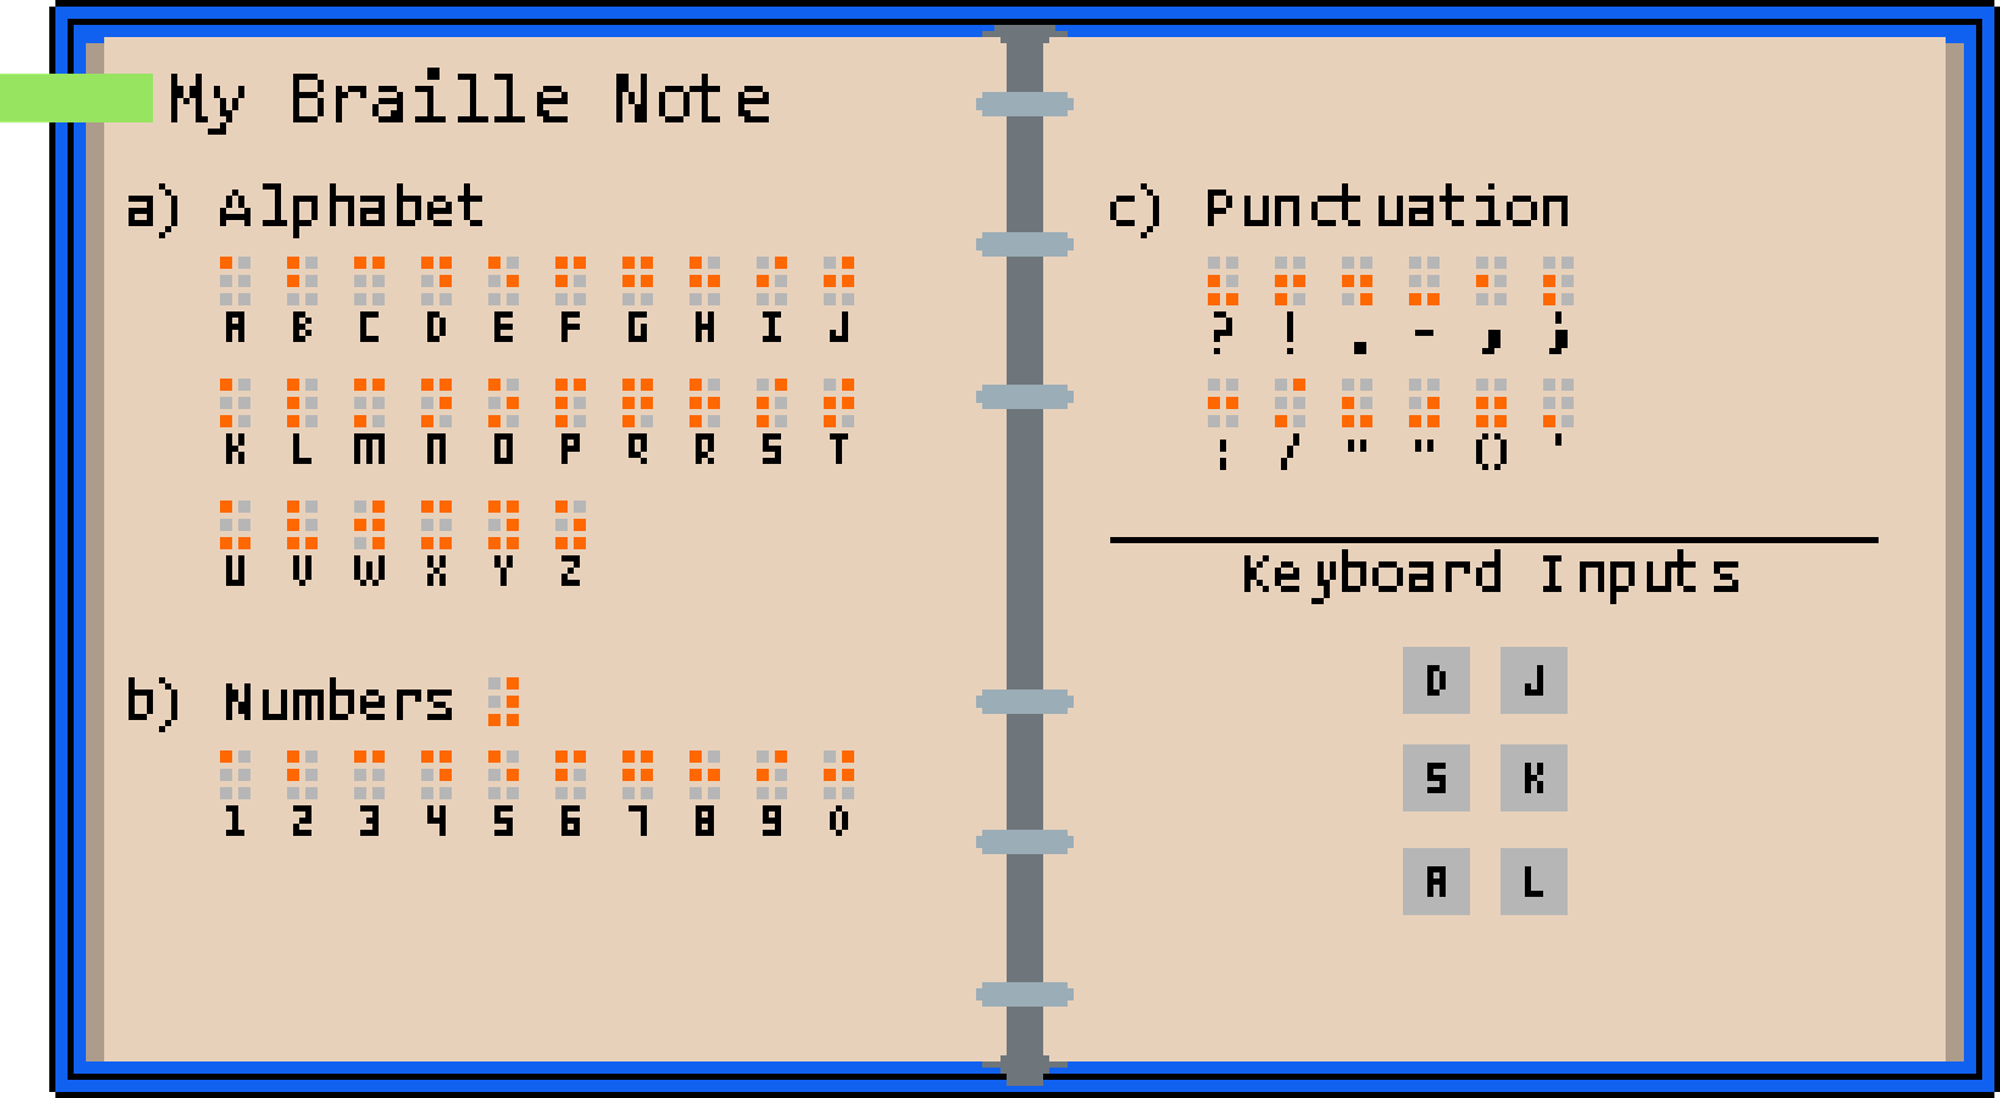 My Braille Note
a) Alphabet
A B C D E F G H I J
K L M N O P Q R S T
U V W X Y Z
b) Numbers
1 2 3 4 5 6 7 8 9 0
c) Punctuation
? ! . - , ;
: / " " () '
Keyboard Inputs
D J
S K
A L